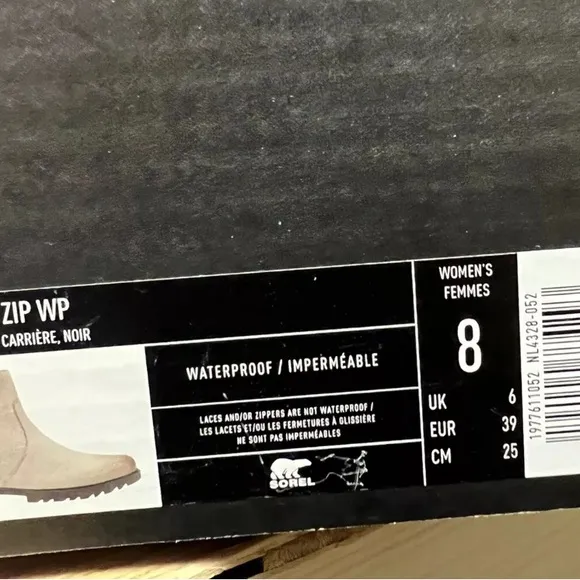 ZIP WP
CARRIÈRE, NOIR
WATERPROOF / IMPERMÉABLE
LACES AND/OR ZIPPERS ARE NOT WATERPROOF /
LES LACETS ET/OU LES FERMETURES À GLISSIÈRE
NE SONT PAS IMPERMÉABLES
SOREL
WOMEN'S
FEMMES
8
UK 6
EUR 39
CM 25
1977611052 NL4328-052